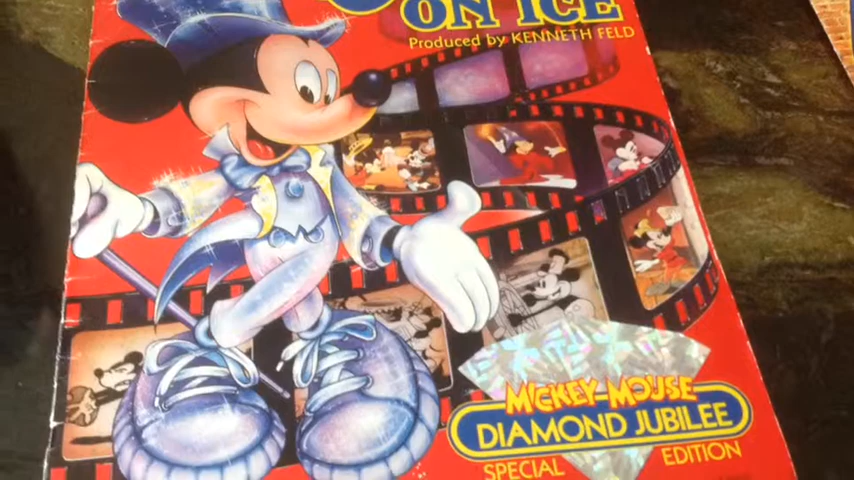 ON ICE
Produced by KENNETH FELD
MICKEY MOUSE
DIAMOND JUBILEE
SPECIAL EDITION